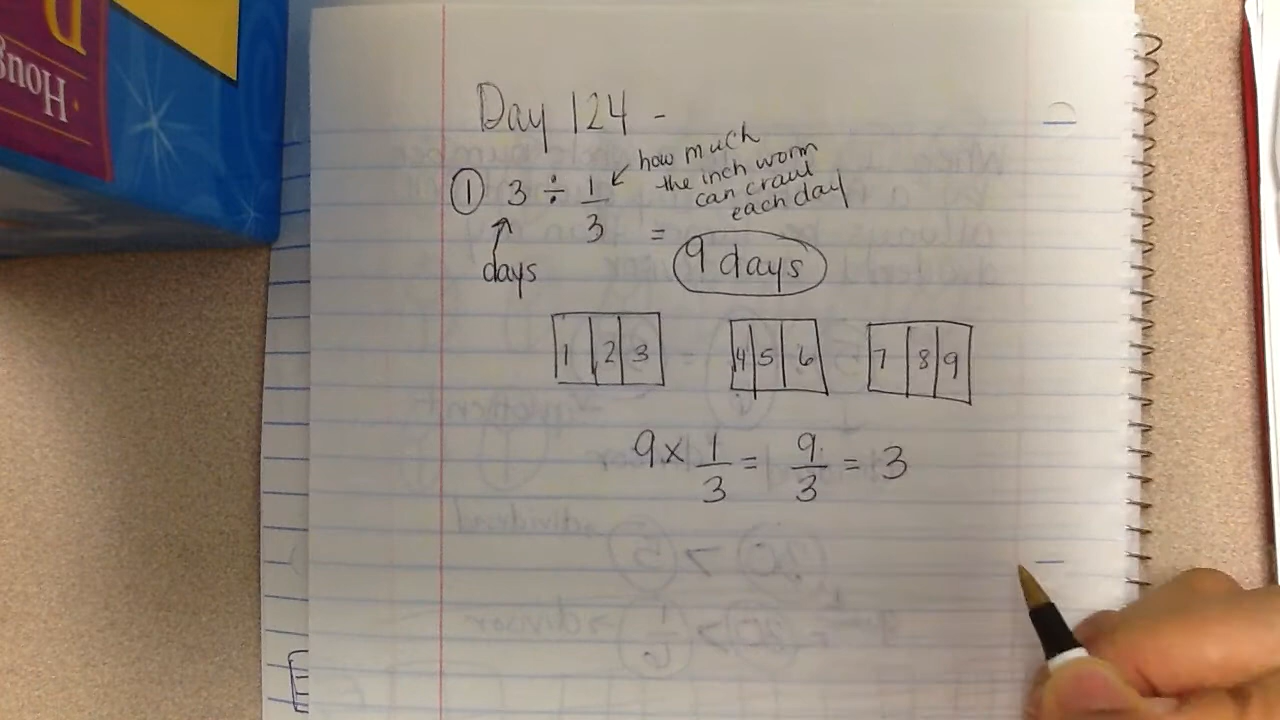 Houng
D
Day 124 -
① 3 ÷ 1/3
how much
the inch worm
can crawl
each day
days
= 9 days
1 2 3 4 5 6 7 8 9
9 × 1/3 = 9/3 = 3